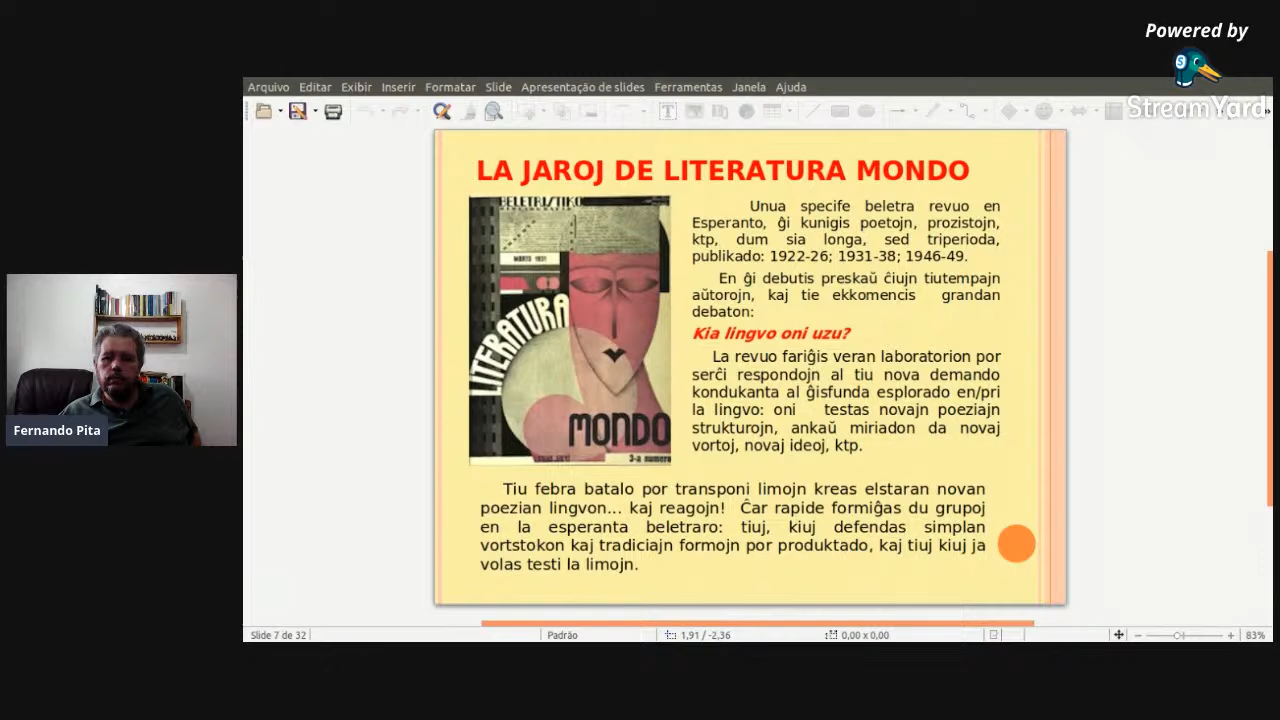 Powered by
StreamYard
Arquivo Editar Exibir Inserir Formatar Slide Apresentação de slides Ferramentas Janela Ajuda
LA JAROJ DE LITERATURA MONDO
BELETRISTIKO
MARTO 1931
LITERATURA
MONDO
3-a numero
Unua specife beletra revuo en
Esperanto, ĝi kunigis poetojn, prozistojn,
ktp, dum sia longa, sed triperioda,
publikado: 1922-26; 1931-38; 1946-49.
En ĝi debutis preskaŭ ĉiujn tiutempajn
aŭtorojn, kaj tie ekkomencis grandan
debaton:
Kia lingvo oni uzu?
La revuo fariĝis veran laboratorion por
serĉi respondojn al tiu nova demando
kondukanta al ĝisfunda esplorado en/pri
la lingvo: oni testas novajn poeziajn
strukturojn, ankaŭ miriadon da novaj
vortoj, novaj ideoj, ktp.
Tiu febra batalo por transponi limojn kreas elstaran novan
poezian lingvon... kaj reagojn! Ĉar rapide formiĝas du grupoj
en la esperanta beletraro: tiuj, kiuj defendas simplan
vortstokon kaj tradiciajn formojn por produktado, kaj tiuj kiuj ja
volas testi la limojn.
Fernando Pita
Slide 7 de 32 Padrão 1,91 / -2,36 0,00 x 0,00 83%